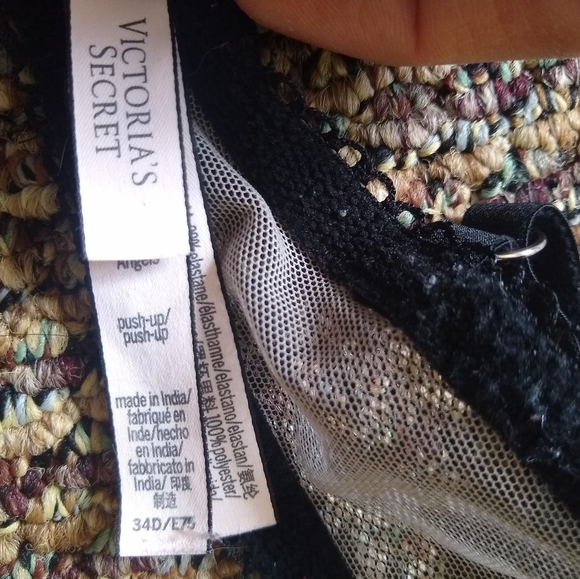 VICTORIA'S
SECRET
Angels
push-up/
push-up
made in India/
fabriqué en
Inde/hecho
en India/
fabbricato in
India/ 印度
制造
34D/E75
elastane/élasthanne/elastano/elastan/氨纶
100% polyester/